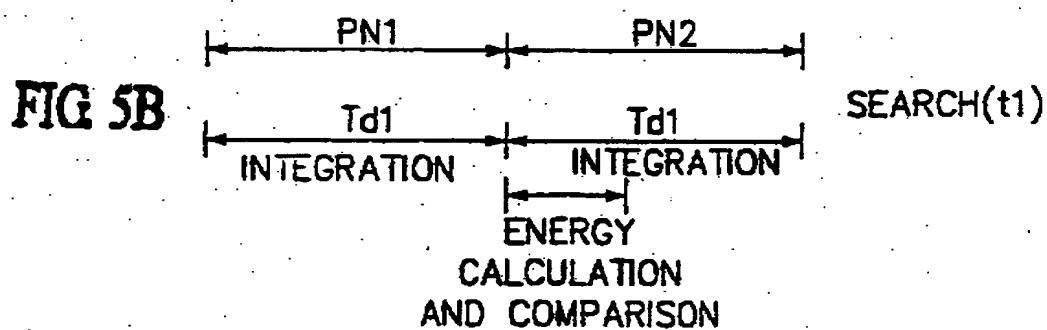 PN1 PN2
FIG 5B
SEARCH(t1)
Td1 Td1
INTEGRATION INTEGRATION
ENERGY
CALCULATION
AND COMPARISON